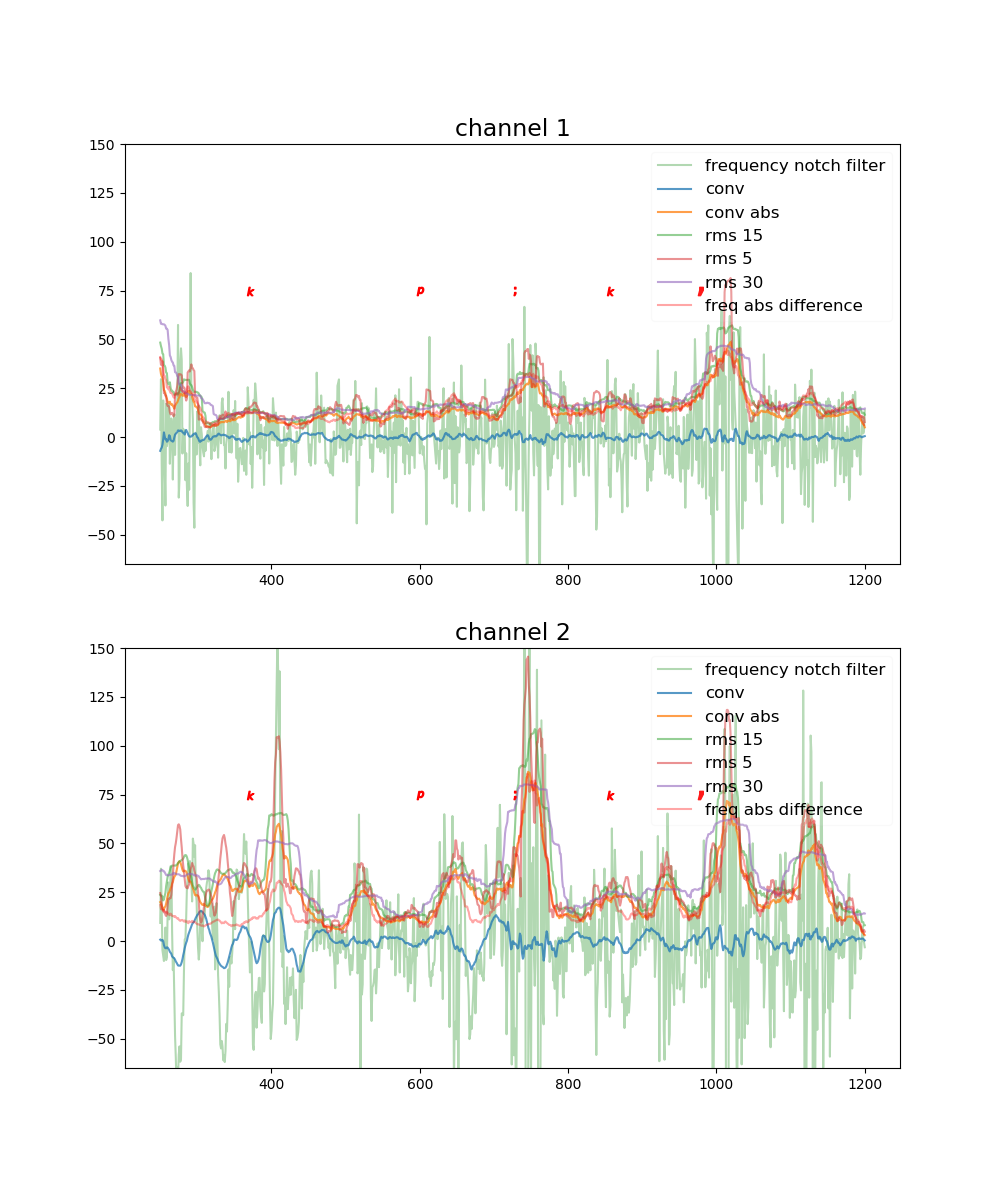 channel 1
150
125
100
75
50
25
0
−25
−50
frequency notch filter
conv
conv abs
rms 15
rms 5
rms 30
freq abs difference
k p ; k ,
400 600 800 1000 1200
channel 2
150
125
100
75
50
25
0
−25
−50
frequency notch filter
conv
conv abs
rms 15
rms 5
rms 30
freq abs difference
k p ; k ,
400 600 800 1000 1200